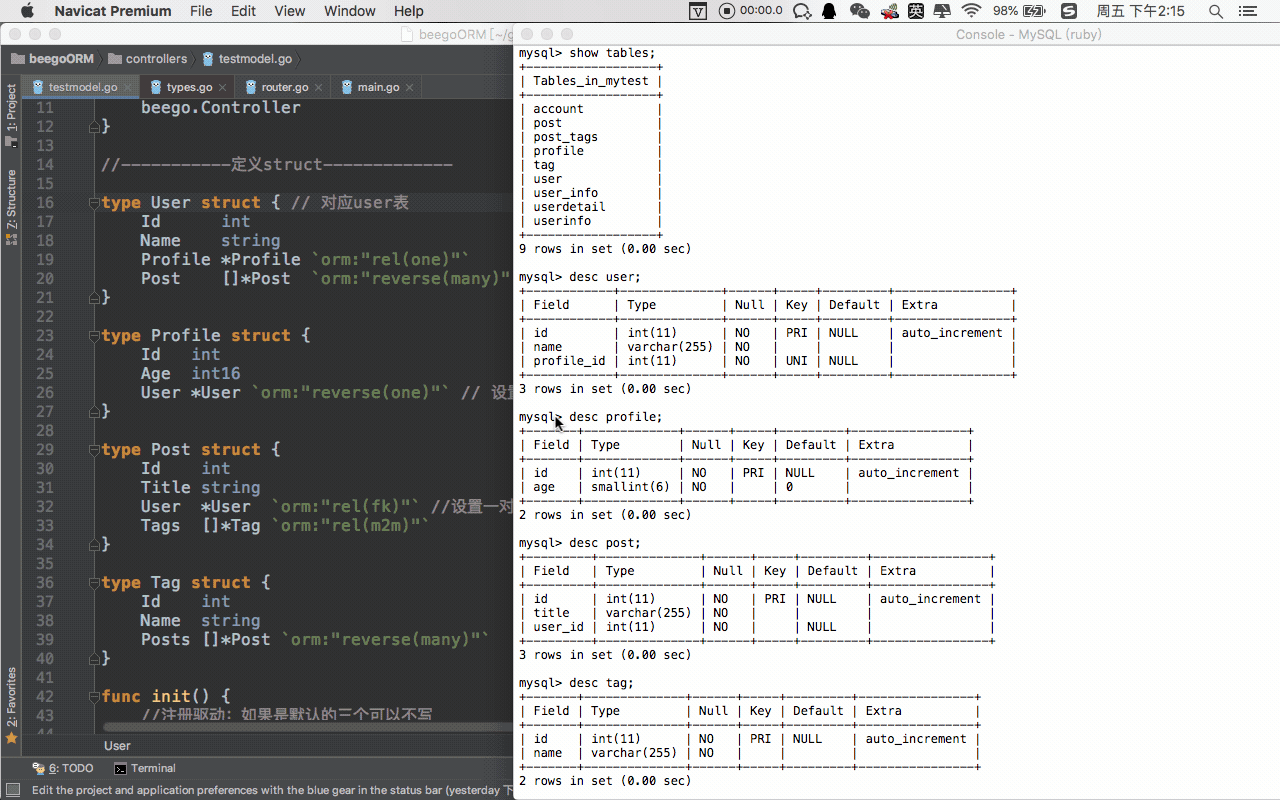 Navicat Premium File Edit View Window Help 00:00.0 英 98% 周五 下午2:15
beegoORM [~/g
Console - MySQL (ruby)
beegoORM controllers testmodel.go
testmodel.go types.go router.go main.go
1: Project
7: Structure
2: Favorites
11 beego.Controller
12 }
13
14 //-----------定义struct-------------
15
16 type User struct { // 对应user表
17 Id int
18 Name string
19 Profile *Profile `orm:"rel(one)"`
20 Post []*Post `orm:"reverse(many)"
21 }
22
23 type Profile struct {
24 Id int
25 Age int16
26 User *User `orm:"reverse(one)"` // 设
27 }
28
29 type Post struct {
30 Id int
31 Title string
32 User *User `orm:"rel(fk)"` //设置一对
33 Tags []*Tag `orm:"rel(m2m)"`
34 }
35
36 type Tag struct {
37 Id int
38 Name string
39 Posts []*Post `orm:"reverse(many)"`
40 }
41
42 func init() {
43 //注册驱动：如果是默认的三个可以不写
44
User
6: TODO Terminal
Edit the project and application preferences with the blue gear in the status bar (yesterday 下
mysql> show tables;
+------------------+
| Tables_in_mytest |
+------------------+
| account          |
| post             |
| post_tags        |
| profile          |
| tag              |
| user             |
| user_info        |
| userdetail       |
| userinfo         |
+------------------+
9 rows in set (0.00 sec)
mysql> desc user;
+------------+--------------+------+-----+---------+----------------+
| Field      | Type         | Null | Key | Default | Extra          |
+------------+--------------+------+-----+---------+----------------+
| id         | int(11)      | NO   | PRI | NULL    | auto_increment |
| name       | varchar(255) | NO   |     |         |                |
| profile_id | int(11)      | NO   | UNI | NULL    |                |
+------------+--------------+------+-----+---------+----------------+
3 rows in set (0.00 sec)
mysql> desc profile;
+-------+-------------+------+-----+---------+----------------+
| Field | Type        | Null | Key | Default | Extra          |
+-------+-------------+------+-----+---------+----------------+
| id    | int(11)     | NO   | PRI | NULL    | auto_increment |
| age   | smallint(6) | NO   |     | 0       |                |
+-------+-------------+------+-----+---------+----------------+
2 rows in set (0.00 sec)
mysql> desc post;
+---------+--------------+------+-----+---------+----------------+
| Field   | Type         | Null | Key | Default | Extra          |
+---------+--------------+------+-----+---------+----------------+
| id      | int(11)      | NO   | PRI | NULL    | auto_increment |
| title   | varchar(255) | NO   |     |         |                |
| user_id | int(11)      | NO   |     | NULL    |                |
+---------+--------------+------+-----+---------+----------------+
3 rows in set (0.00 sec)
mysql> desc tag;
+-------+--------------+------+-----+---------+----------------+
| Field | Type         | Null | Key | Default | Extra          |
+-------+--------------+------+-----+---------+----------------+
| id    | int(11)      | NO   | PRI | NULL    | auto_increment |
| name  | varchar(255) | NO   |     |         |                |
+-------+--------------+------+-----+---------+----------------+
2 rows in set (0.00 sec)